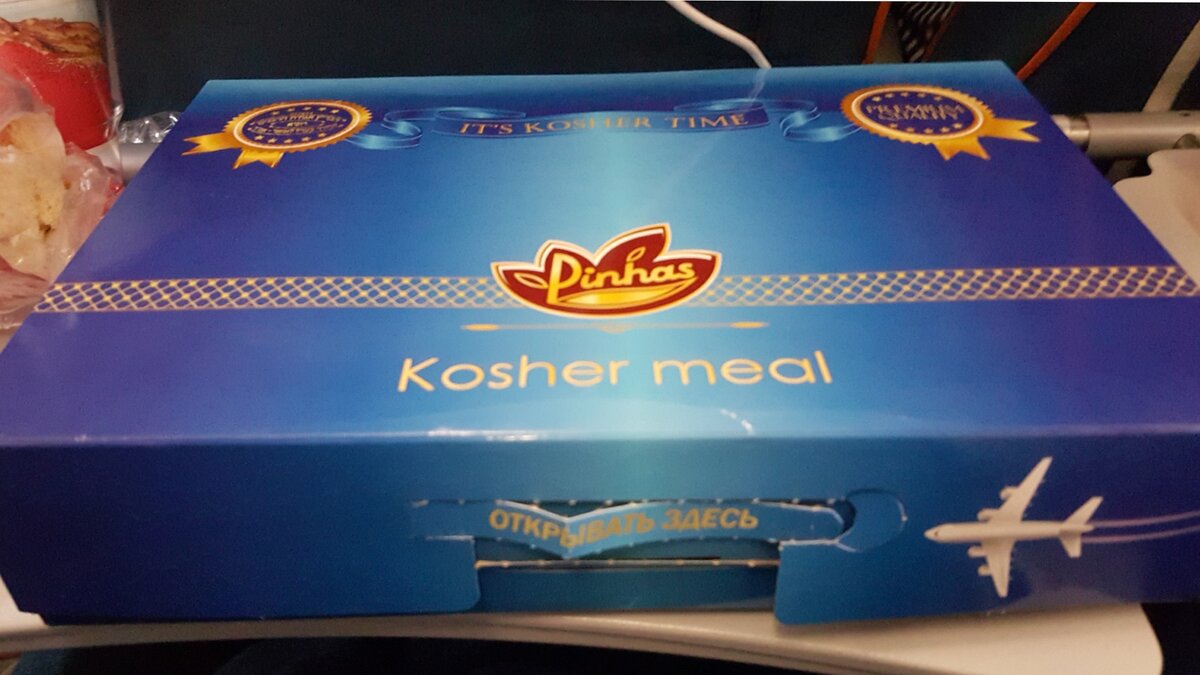 IT'S KOSHER TIME
PREMIUM
QUALITY
Pinhas
Kosher meal
ОТКРЫВАТЬ ЗДЕСЬ